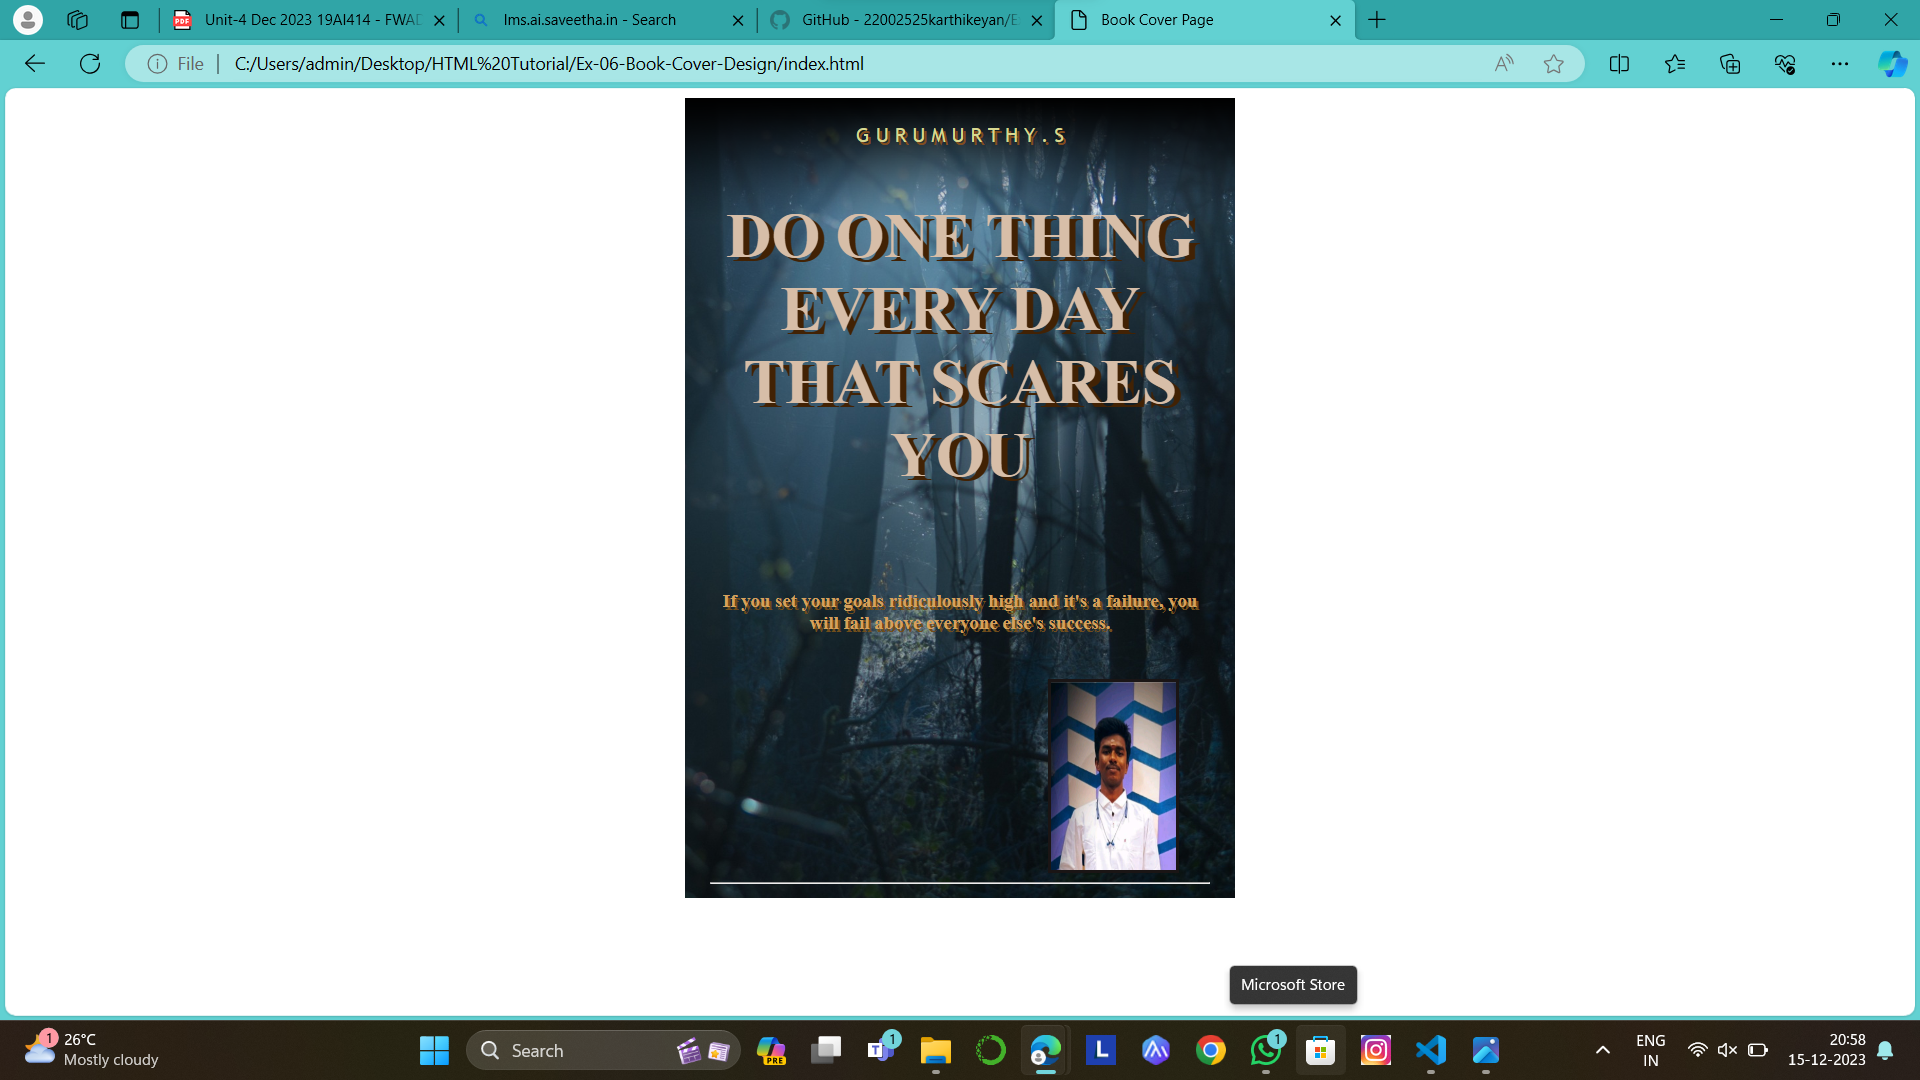 Unit-4 Dec 2023 19AI414 - FWAD
lms.ai.saveetha.in - Search
GitHub - 22002525karthikeyan/E
Book Cover Page
File
C:/Users/admin/Desktop/HTML%20Tutorial/Ex-06-Book-Cover-Design/index.html
GURUMURTHY.S
DO ONE THING
EVERY DAY
THAT SCARES
YOU
If you set your goals ridiculously high and it's a failure, you
will fail above everyone else's success.
Microsoft Store
1
26°C
Mostly cloudy
Search
PRE
T
1
L
1
ENG
IN
20:58
15-12-2023